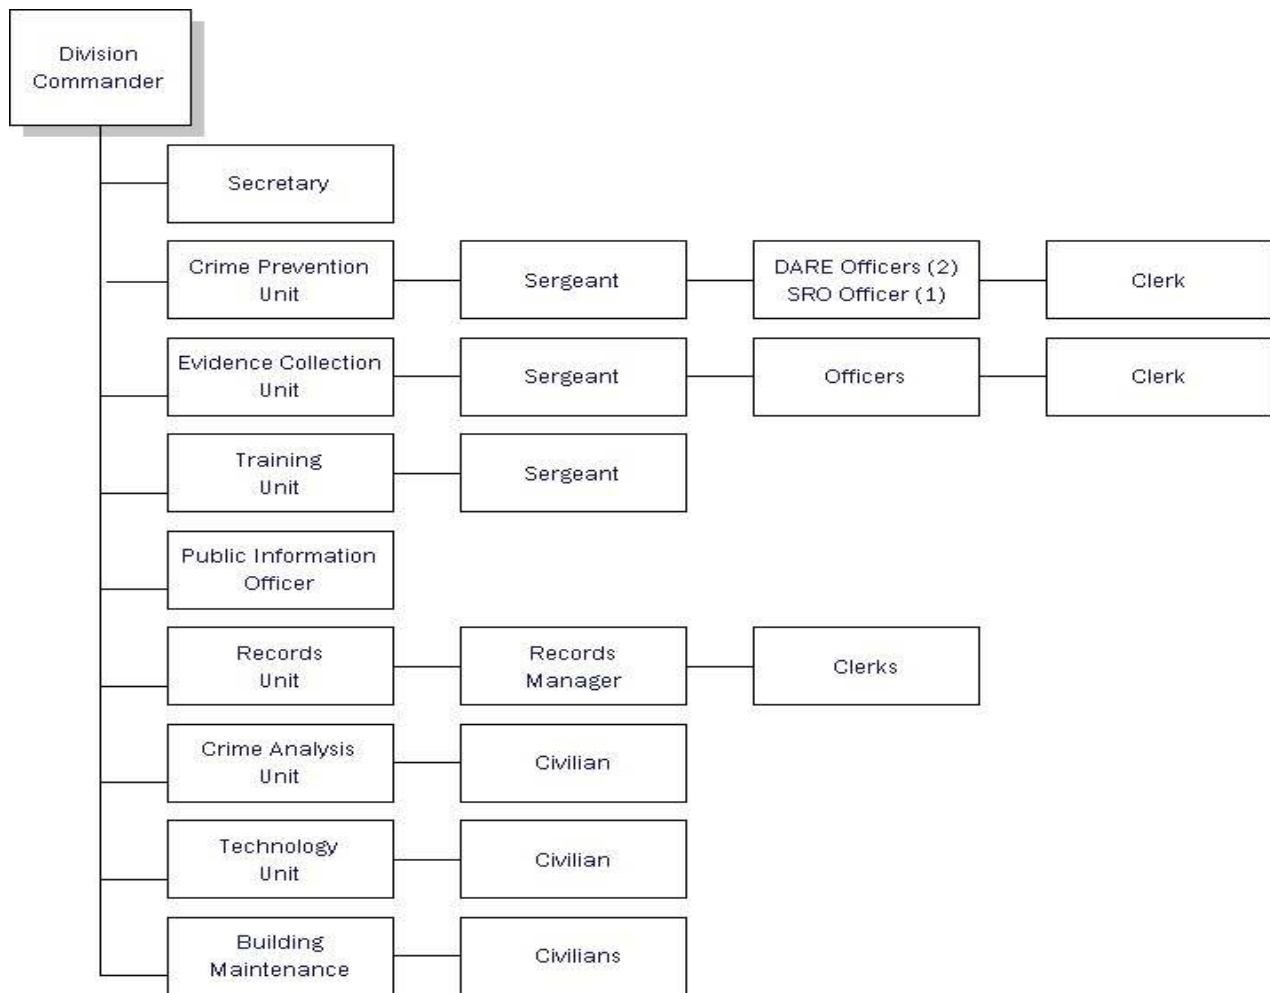 Division
Commander
Secretary
Crime Prevention
Unit
Sergeant
DARE Officers (2)
SRO Officer (1)
Clerk
Evidence Collection
Unit
Sergeant
Officers
Clerk
Training
Unit
Sergeant
Public Information
Officer
Records
Unit
Records
Manager
Clerks
Crime Analysis
Unit
Civilian
Technology
Unit
Civilian
Building
Maintenance
Civilians